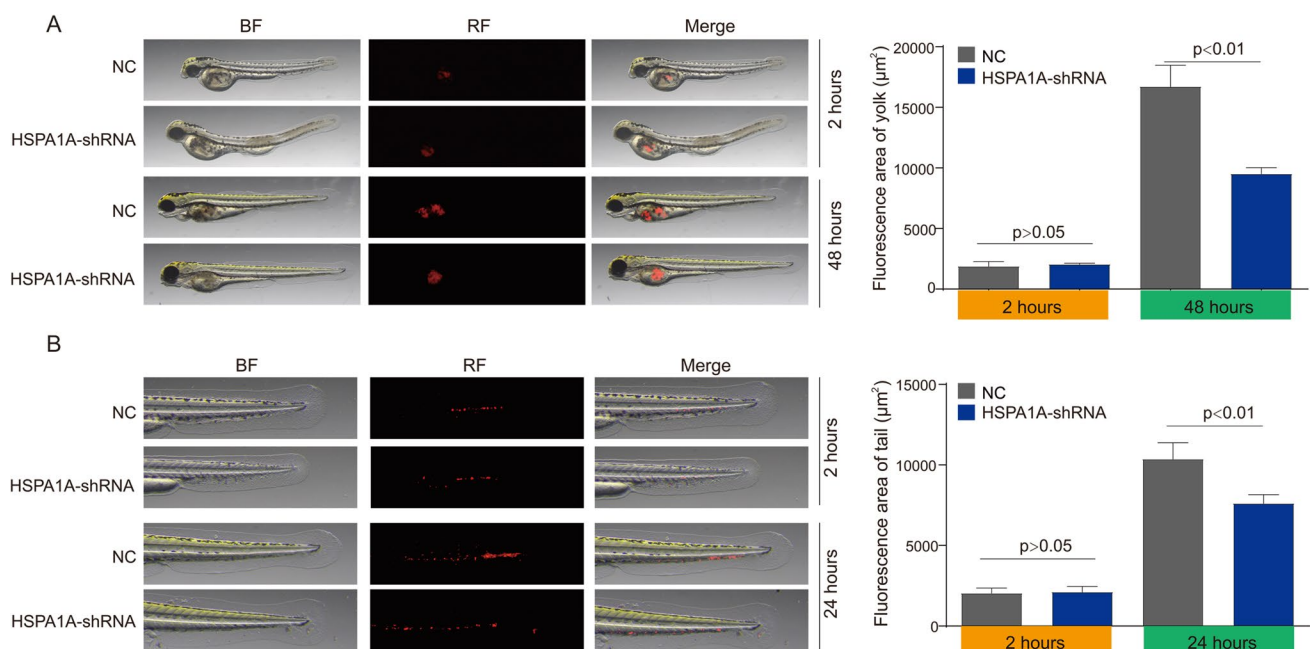 A
BF RF Merge
NC
HSPA1A-shRNA
2 hours
NC
HSPA1A-shRNA
48 hours
Fluorescence area of yolk (µm²)
20000
15000
10000
5000
0
NC
HSPA1A-shRNA
p<0.01
p>0.05
2 hours 48 hours
B
BF RF Merge
NC
HSPA1A-shRNA
2 hours
NC
HSPA1A-shRNA
24 hours
Fluorescence area of tail (µm²)
15000
10000
5000
0
NC
HSPA1A-shRNA
p<0.01
p>0.05
2 hours 24 hours